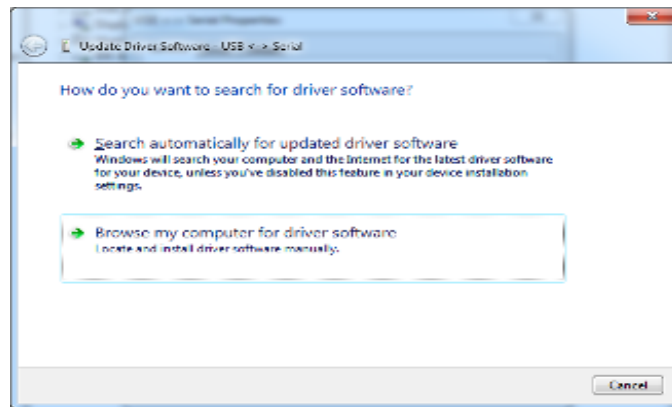 USB <-> Serial Properties
Update Driver Software - USB <-> Serial
How do you want to search for driver software?
Search automatically for updated driver software
Windows will search your computer and the Internet for the latest driver software
for your device, unless you've disabled this feature in your device installation
settings.
Browse my computer for driver software
Locate and install driver software manually.
Cancel